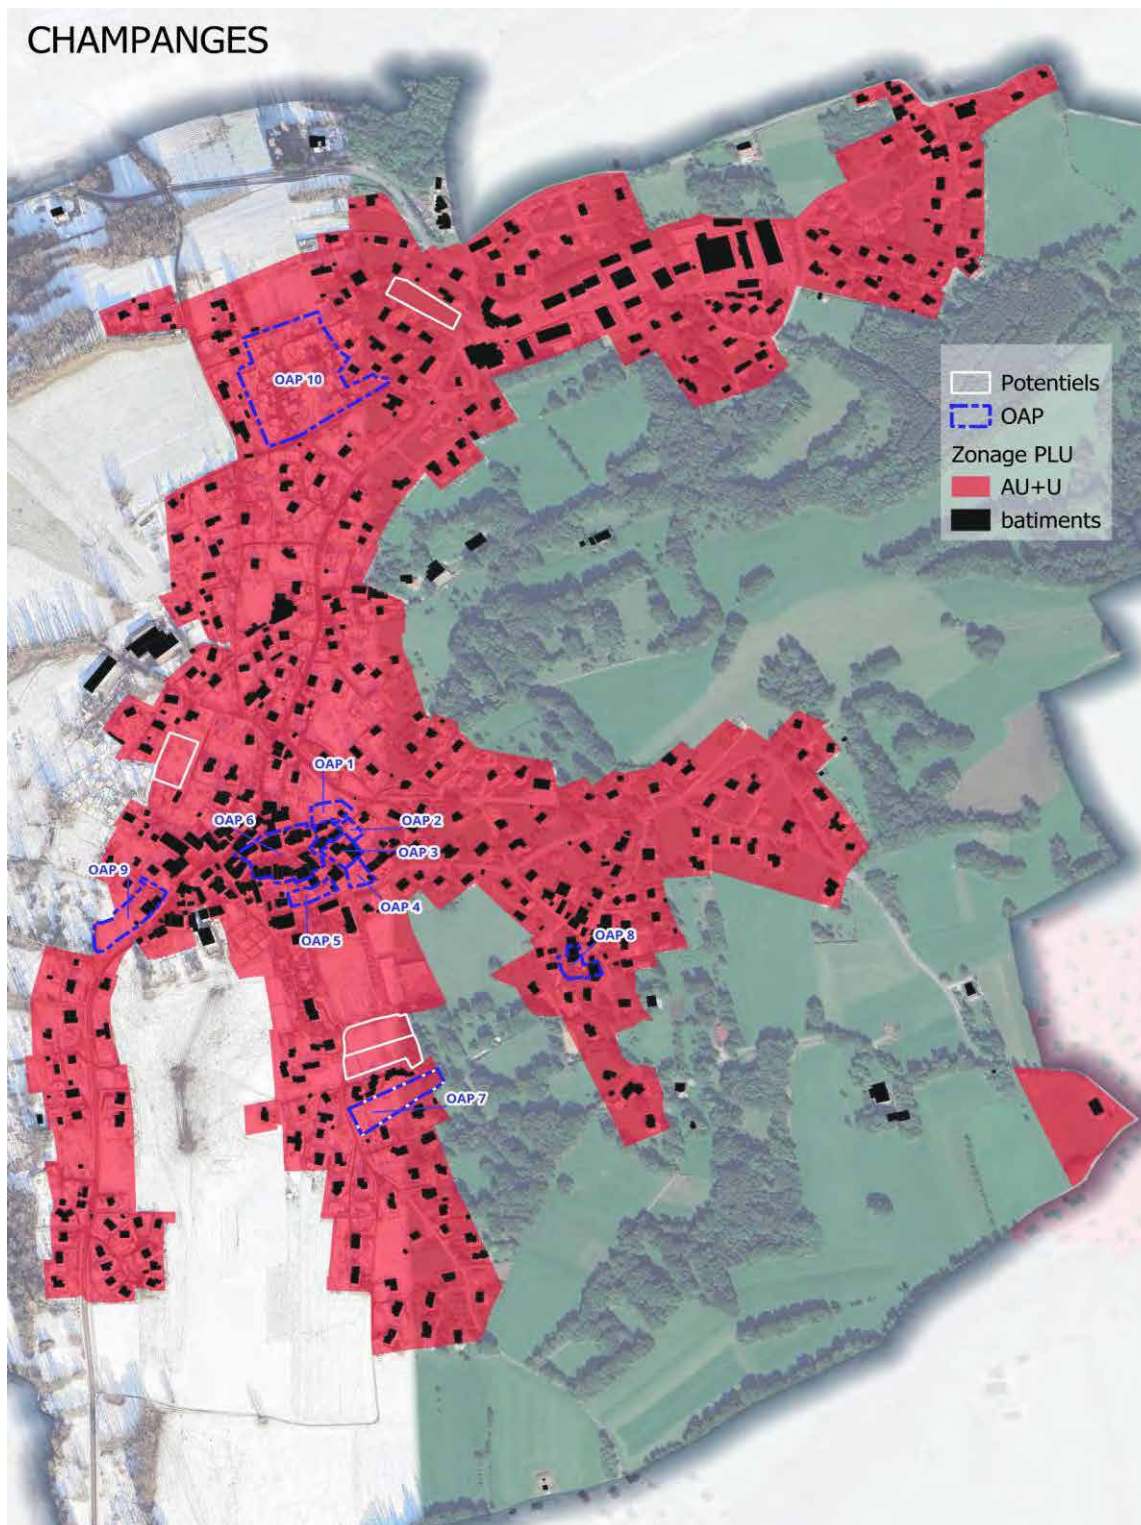 CHAMPANGES
OAP 10
Potentiels
OAP
Zonage PLU
AU+U
batiments
OAP 1
OAP 6
OAP 2
OAP 3
OAP 9
OAP 4
OAP 5
OAP 8
OAP 7